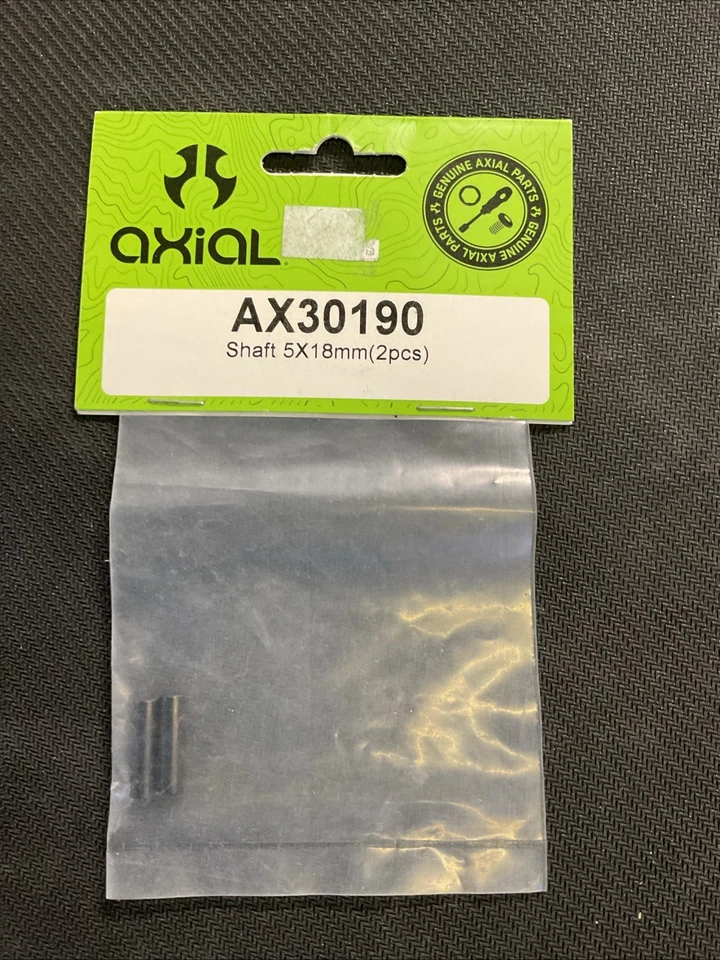 axiaL
GENUINE AXIAL PARTS
GENUINE AXIAL PARTS
AX30190
Shaft 5X18mm(2pcs)